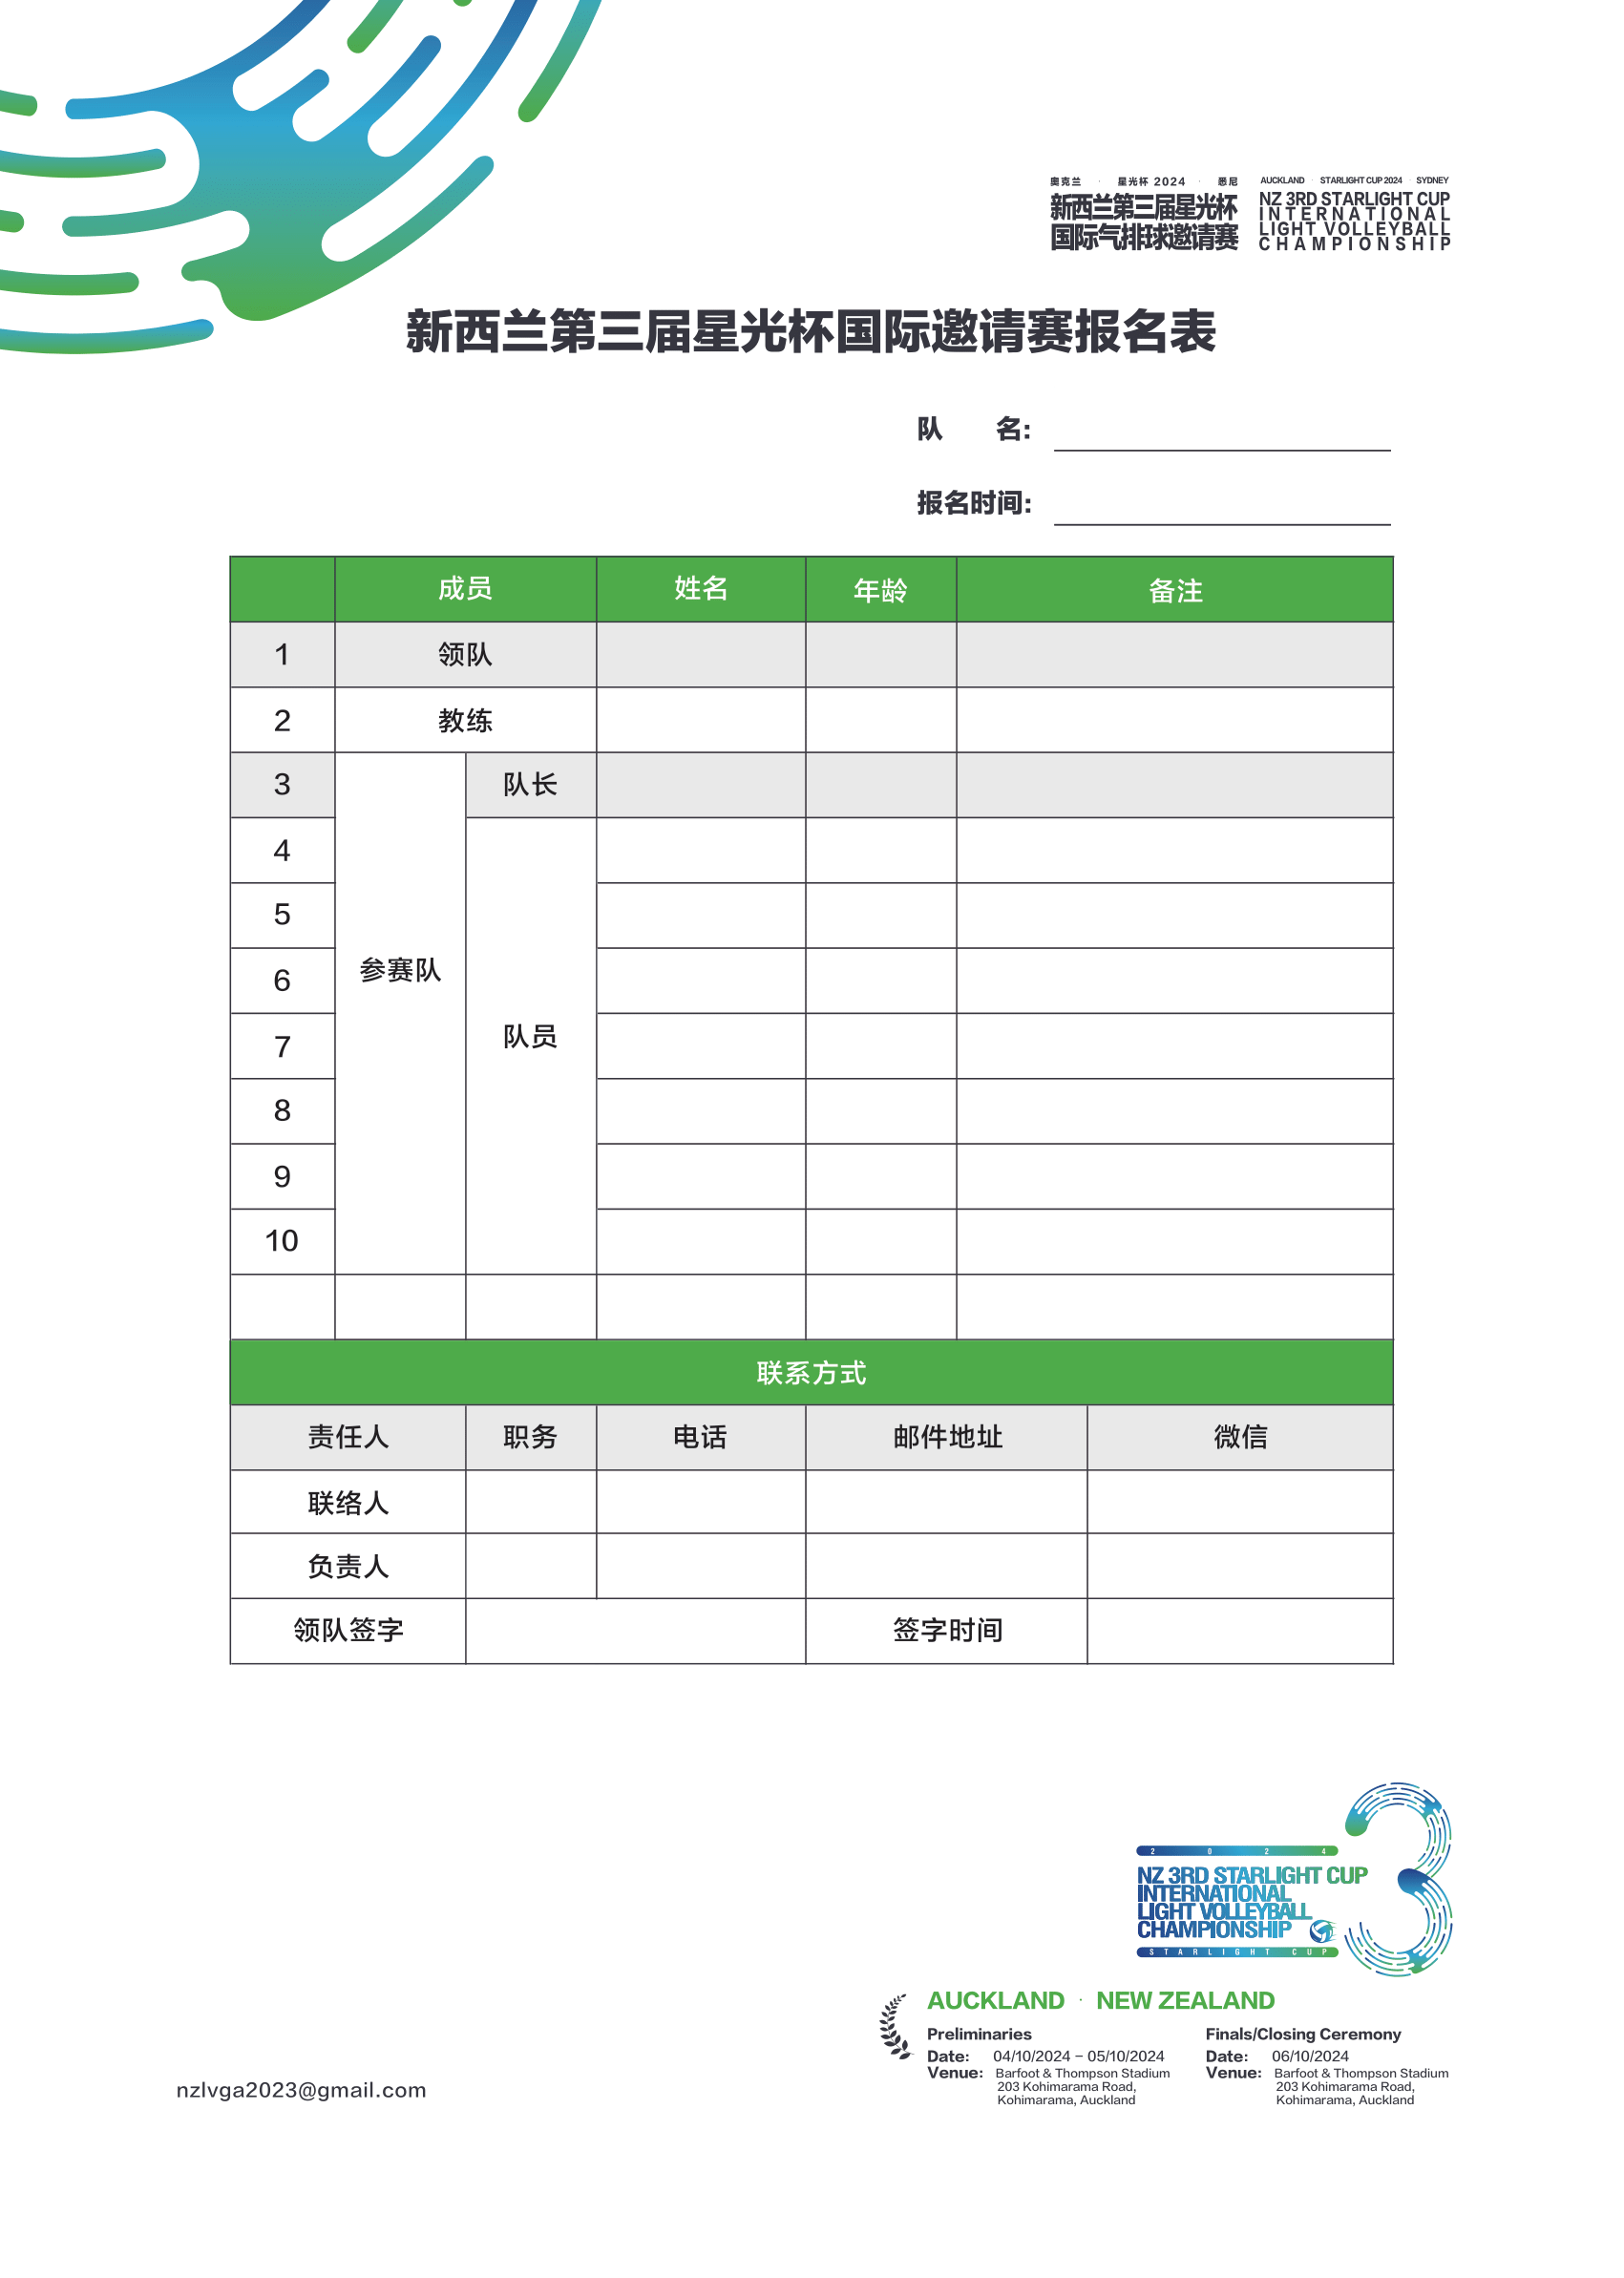 奥克兰 · 星光杯 2024 · 悉尼
新西兰第三届星光杯
国际气排球邀请赛
AUCKLAND · STARLIGHT CUP 2024 · SYDNEY
NZ 3RD STARLIGHT CUP
INTERNATIONAL
LIGHT VOLLEYBALL
CHAMPIONSHIP
新西兰第三届星光杯国际邀请赛报名表
队 名:
报名时间:
成员 姓名 年龄 备注
1 领队
2 教练
3 队长
4
5
6
参赛队
7
队员
8
9
10
联系方式
责任人 职务 电话 邮件地址 微信
联络人
负责人
领队签字 签字时间
2 0 2 4
NZ 3RD STARLIGHT CUP
INTERNATIONAL
LIGHT VOLLEYBALL
CHAMPIONSHIP
STARLIGHT CUP
3
AUCKLAND · NEW ZEALAND
Preliminaries
Date: 04/10/2024 – 05/10/2024
Venue: Barfoot & Thompson Stadium
203 Kohimarama Road,
Kohimarama, Auckland
Finals/Closing Ceremony
Date: 06/10/2024
Venue: Barfoot & Thompson Stadium
203 Kohimarama Road,
Kohimarama, Auckland
nzlvga2023@gmail.com